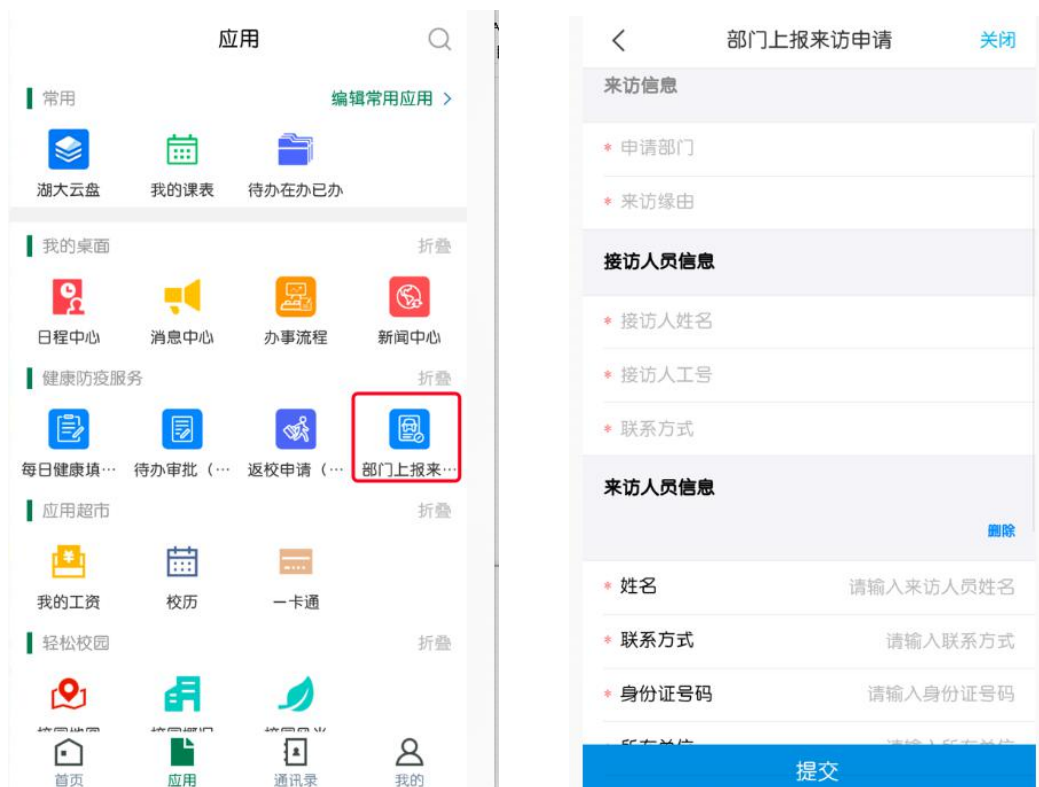 应用
常用
编辑常用应用 >
湖大云盘 我的课表 待办在办已办
我的桌面 折叠
日程中心 消息中心 办事流程 新闻中心
健康防疫服务 折叠
每日健康填… 待办审批（… 返校申请（… 部门上报来…
应用超市 折叠
我的工资 校历 一卡通
轻松校园 折叠
首页 应用 通讯录 我的
部门上报来访申请 关闭
来访信息
* 申请部门
* 来访缘由
接访人员信息
* 接访人姓名
* 接访人工号
* 联系方式
来访人员信息
删除
* 姓名 请输入来访人员姓名
* 联系方式 请输入联系方式
* 身份证号码 请输入身份证号码
提交